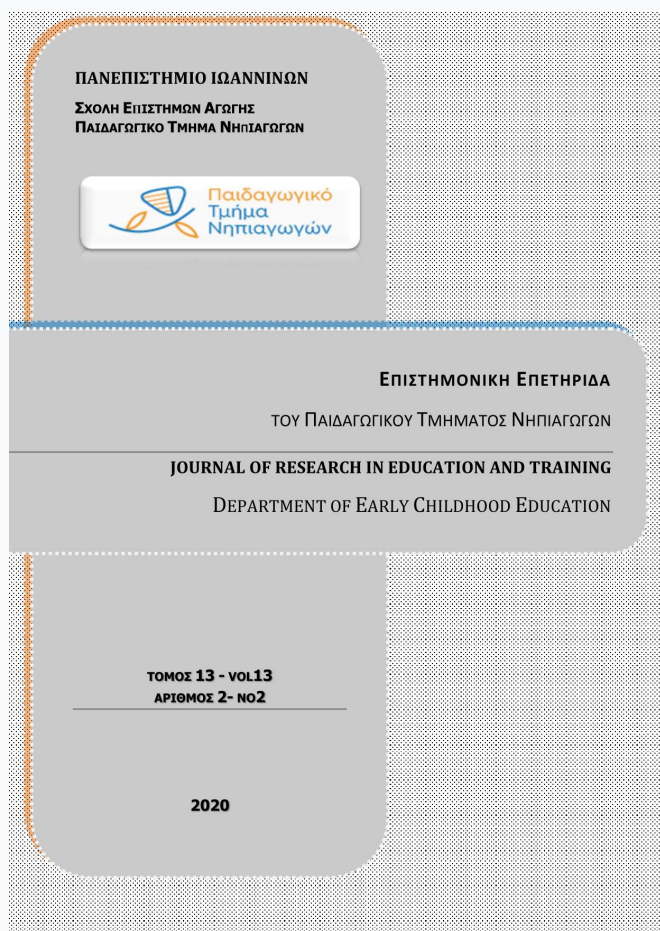 ΠΑΝΕΠΙΣΤΗΜΙΟ ΙΩΑΝΝΙΝΩΝ
ΣΧΟΛΗ ΕΠΙΣΤΗΜΩΝ ΑΓΩΓΗΣ
ΠΑΙΔΑΓΩΓΙΚΟ ΤΜΗΜΑ ΝΗΠΙΑΓΩΓΩΝ
Παιδαγωγικό
Τμήμα
Νηπιαγωγών
ΕΠΙΣΤΗΜΟΝΙΚΗ ΕΠΕΤΗΡΙΔΑ
ΤΟΥ ΠΑΙΔΑΓΩΓΙΚΟΥ ΤΜΗΜΑΤΟΣ ΝΗΠΙΑΓΩΓΩΝ
JOURNAL OF RESEARCH IN EDUCATION AND TRAINING
DEPARTMENT OF EARLY CHILDHOOD EDUCATION
ΤΟΜΟΣ 13 - VOL13
ΑΡΙΘΜΟΣ 2- NO2
2020